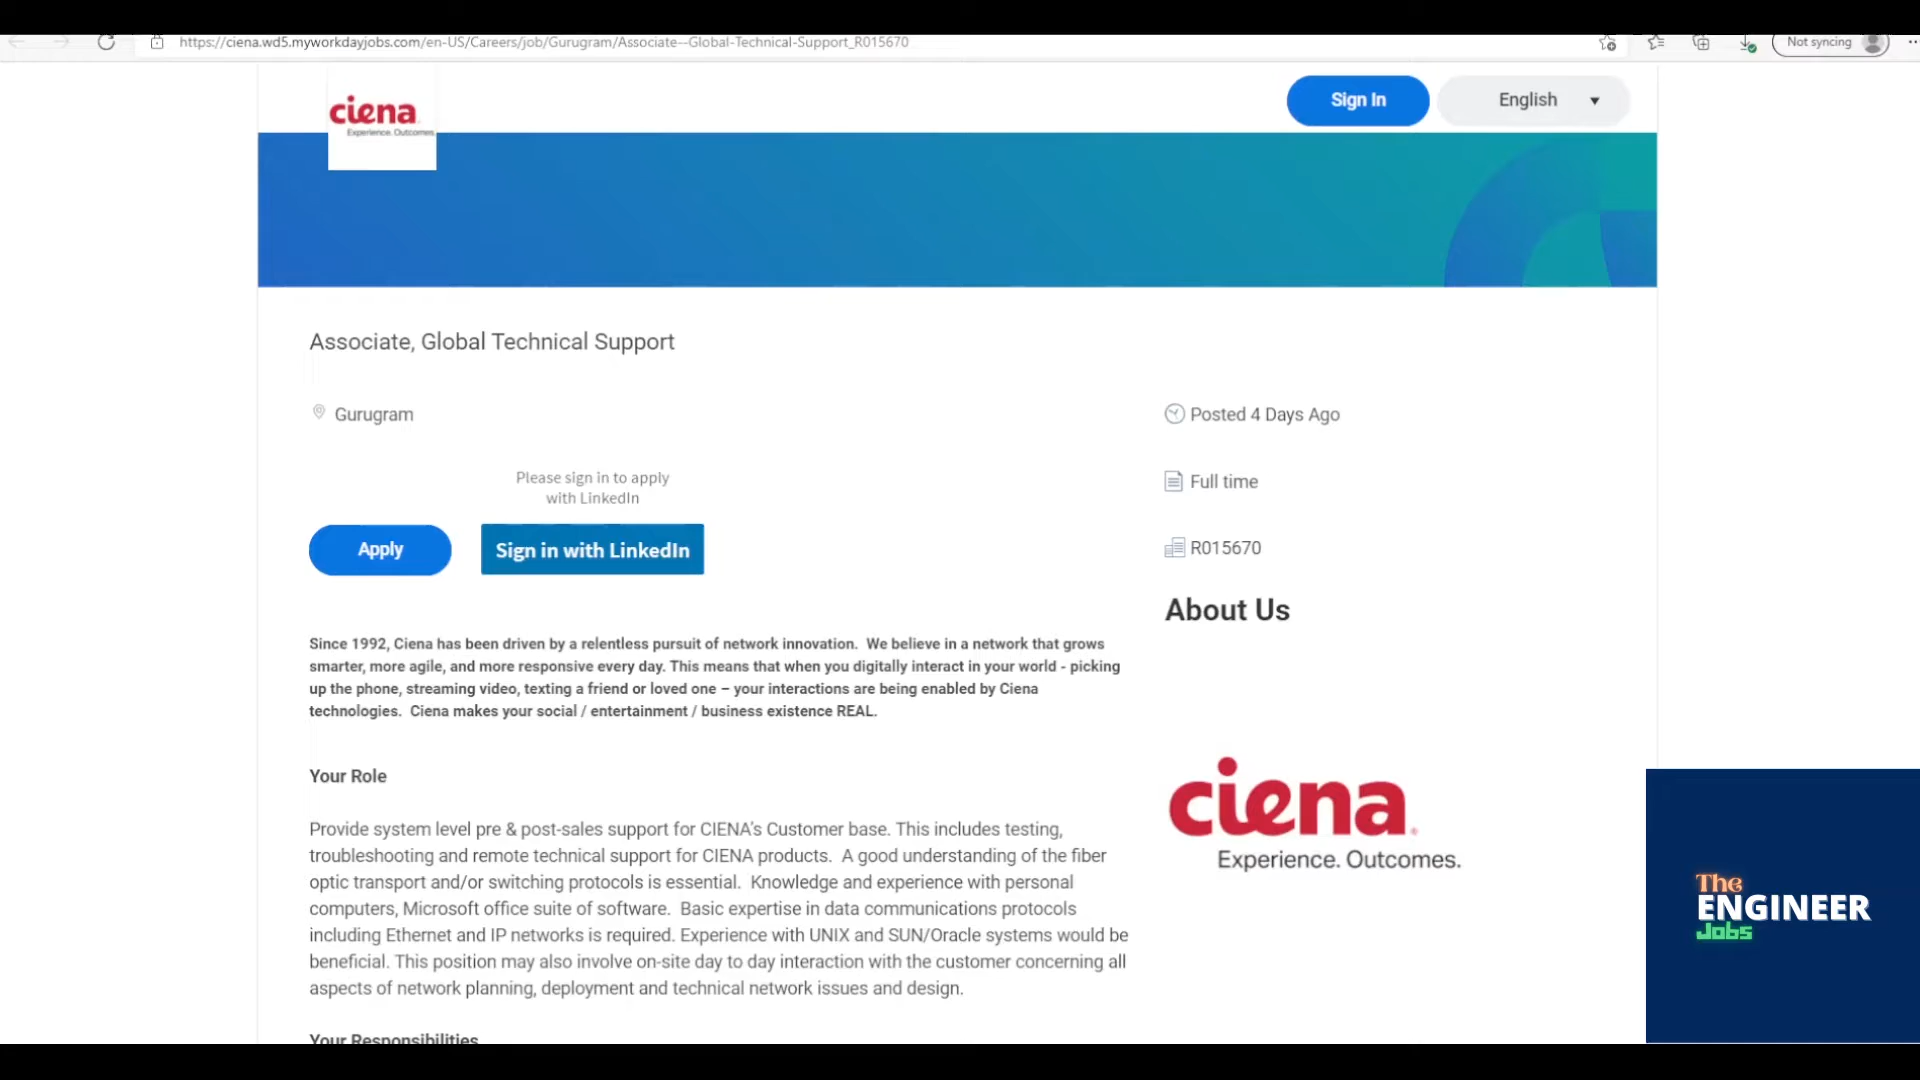 https://ciena.wd5.myworkdayjobs.com/en-US/Careers/job/Gurugram/Associate--Global-Technical-Support_R015670
Not syncing
ciena
Experience. Outcomes.
Sign In
English
Associate, Global Technical Support
Gurugram
Posted 4 Days Ago
Please sign in to apply
with LinkedIn
Full time
Apply
Sign in with LinkedIn
R015670
About Us
Since 1992, Ciena has been driven by a relentless pursuit of network innovation.  We believe in a network that grows
smarter, more agile, and more responsive every day. This means that when you digitally interact in your world - picking
up the phone, streaming video, texting a friend or loved one – your interactions are being enabled by Ciena
technologies.  Ciena makes your social / entertainment / business existence REAL.
Your Role
Provide system level pre & post-sales support for CIENA’s Customer base. This includes testing,
troubleshooting and remote technical support for CIENA products.  A good understanding of the fiber
optic transport and/or switching protocols is essential.  Knowledge and experience with personal
computers, Microsoft office suite of software.  Basic expertise in data communications protocols
including Ethernet and IP networks is required. Experience with UNIX and SUN/Oracle systems would be
beneficial. This position may also involve on-site day to day interaction with the customer concerning all
aspects of network planning, deployment and technical network issues and design.
Your Responsibilities
ciena
Experience. Outcomes.
The
ENGINEER
Jobs